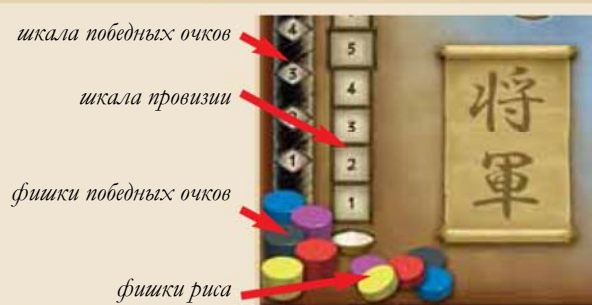 шкала победных очков
шкала провизии
фишки победных очков
фишки риса
4
3
2
1
5
4
3
2
1
将
軍